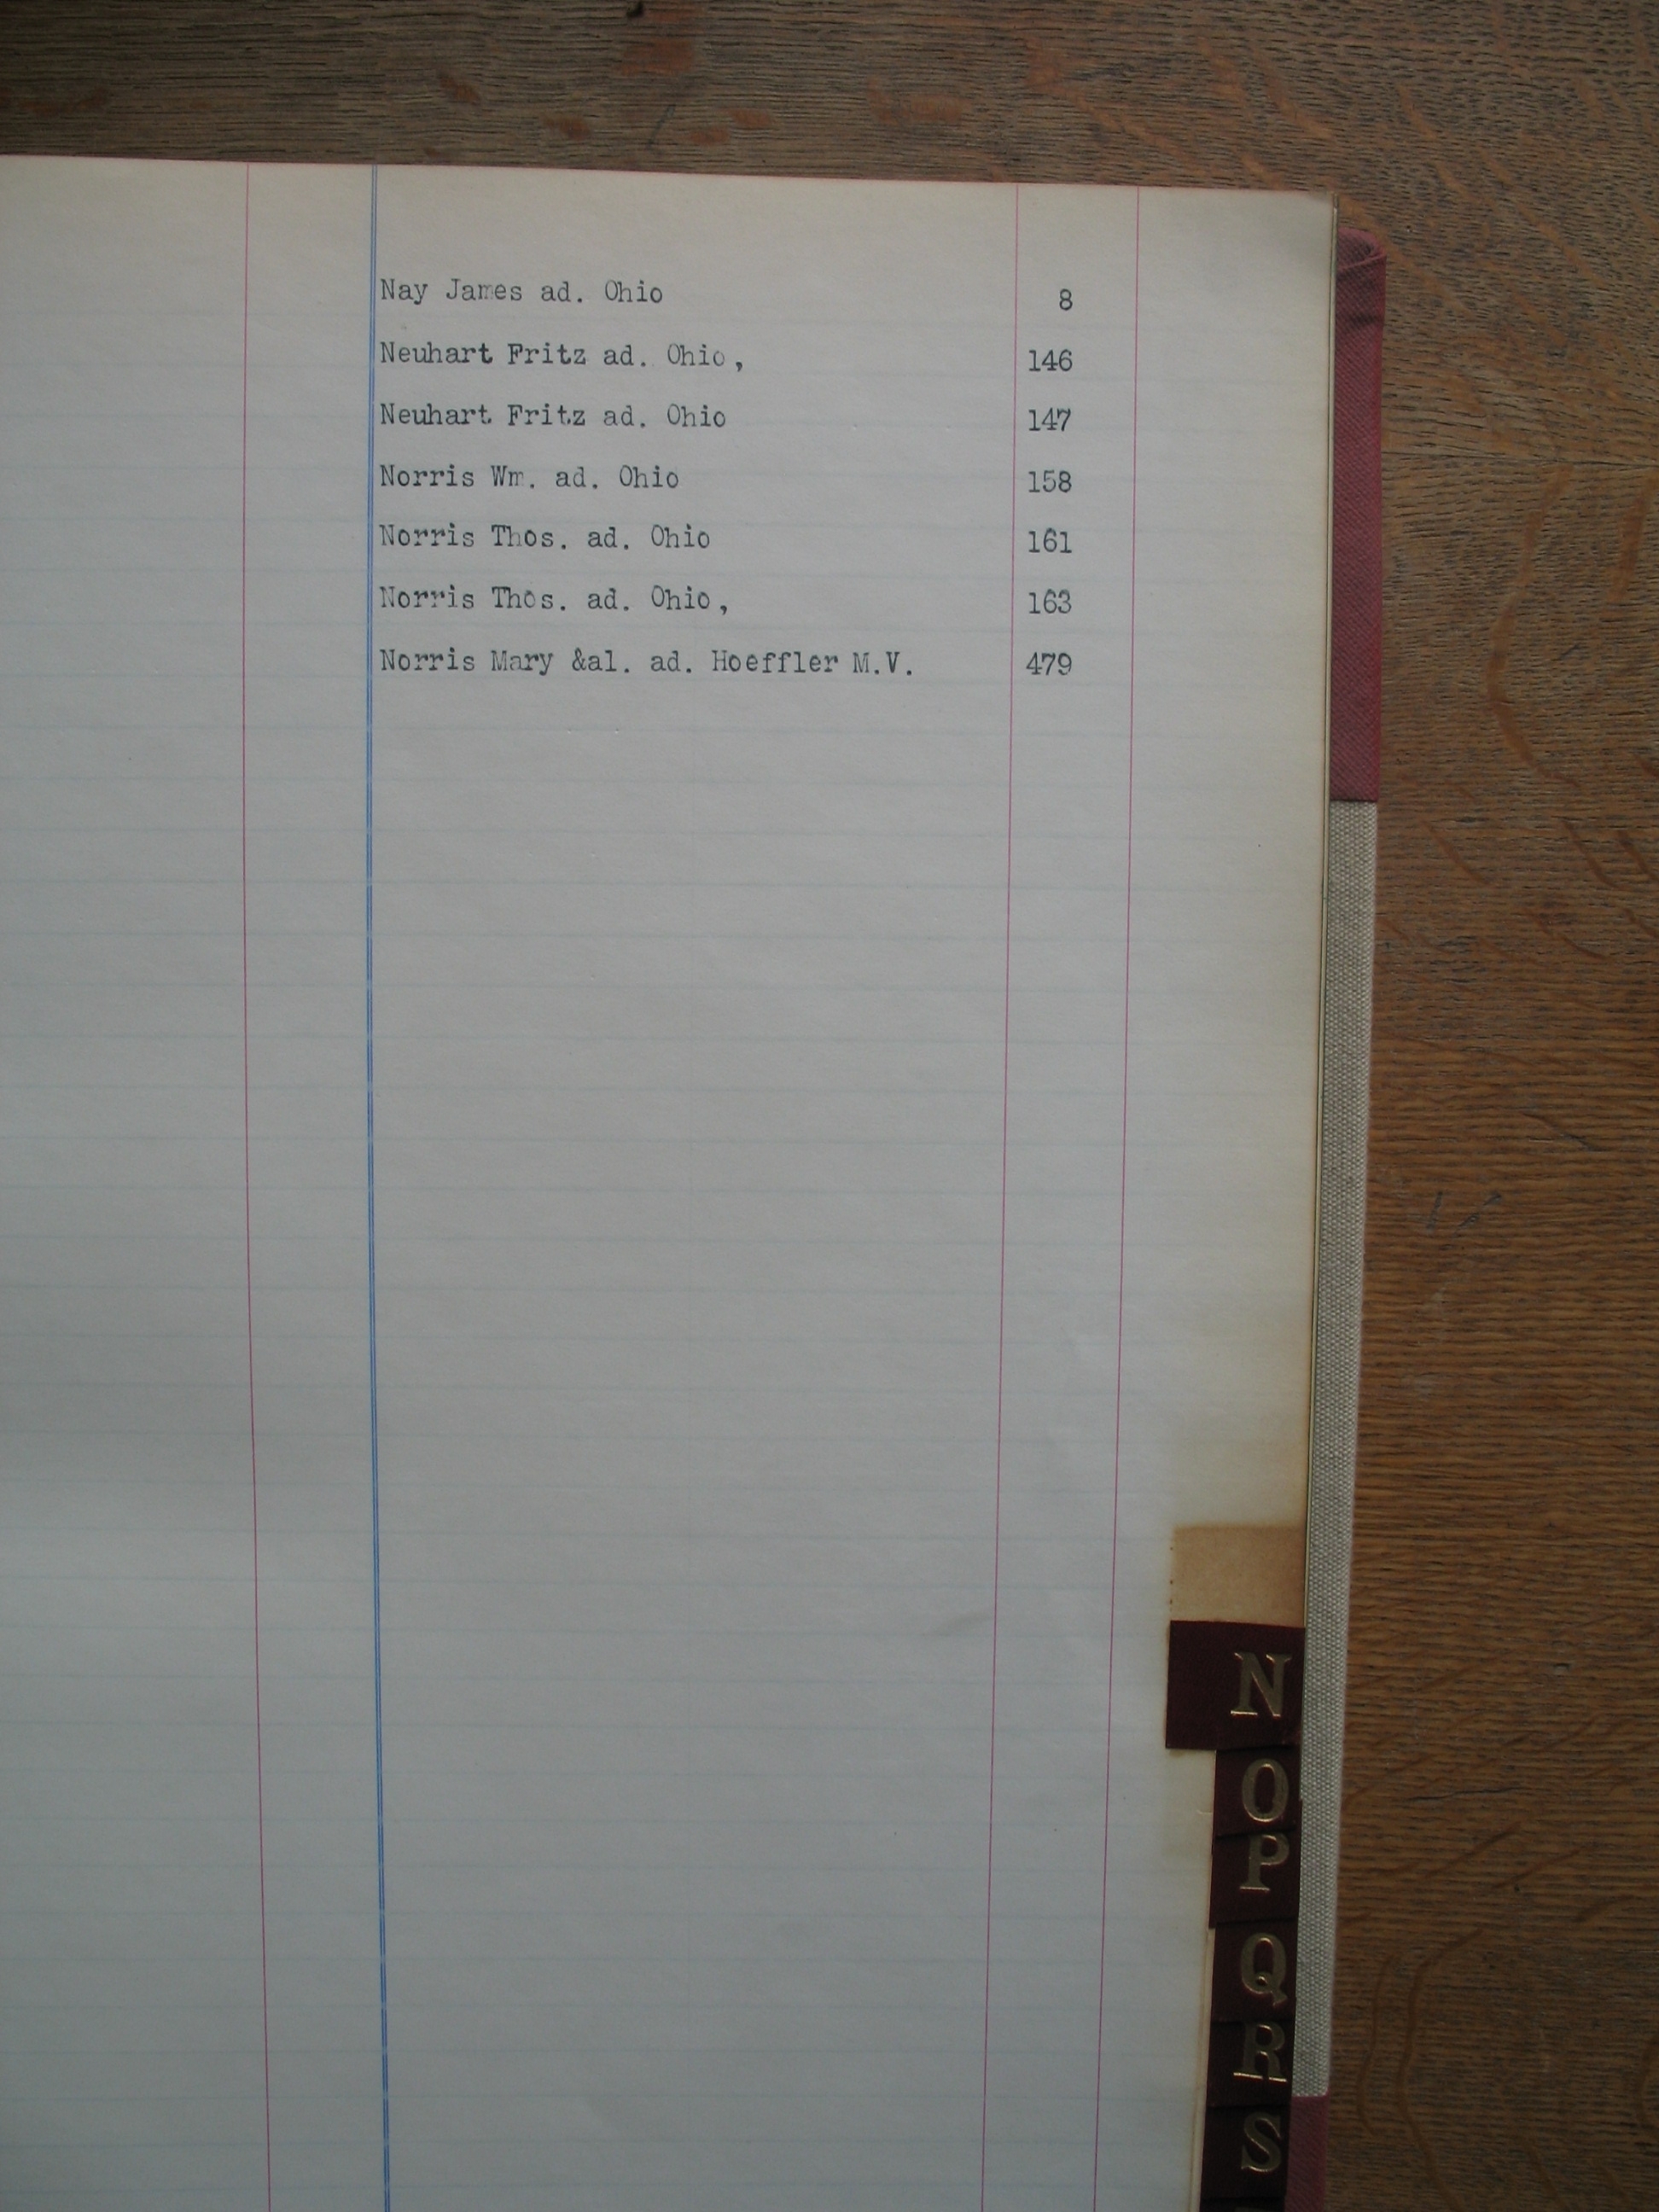 Nay James ad. Ohio 8
Neuhart Fritz ad. Ohio, 146
Neuhart Fritz ad. Ohio 147
Norris Wm. ad. Ohio 158
Norris Thos. ad. Ohio 161
Norris Thos. ad. Ohio, 163
Norris Mary &al. ad. Hoeffler M.V. 479
N
O
P
Q
R
S